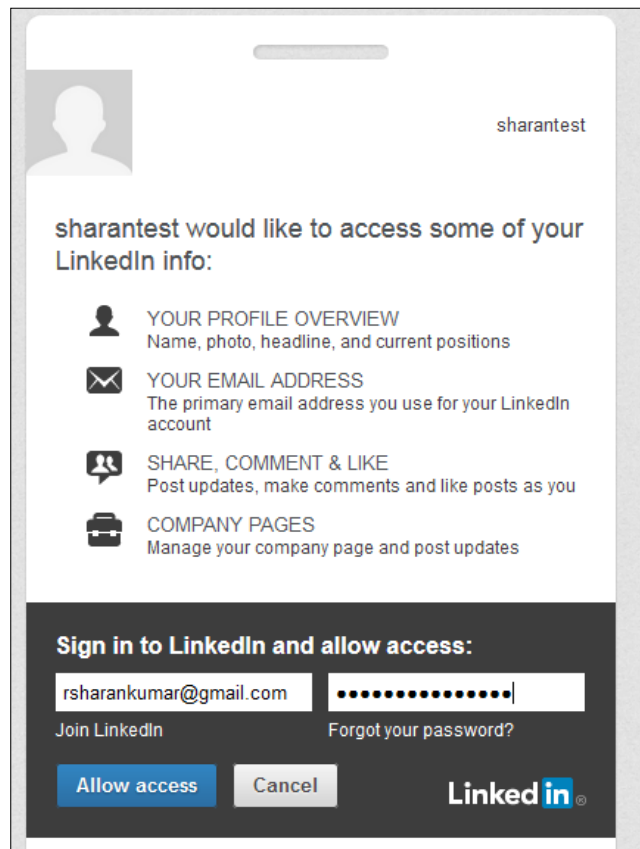 sharantest
sharantest would like to access some of your
LinkedIn info:
YOUR PROFILE OVERVIEW
Name, photo, headline, and current positions
YOUR EMAIL ADDRESS
The primary email address you use for your LinkedIn
account
SHARE, COMMENT & LIKE
Post updates, make comments and like posts as you
COMPANY PAGES
Manage your company page and post updates
Sign in to LinkedIn and allow access:
rsharankumar@gmail.com •••••••••••••••
Join LinkedIn Forgot your password?
Allow access Cancel Linked in ®